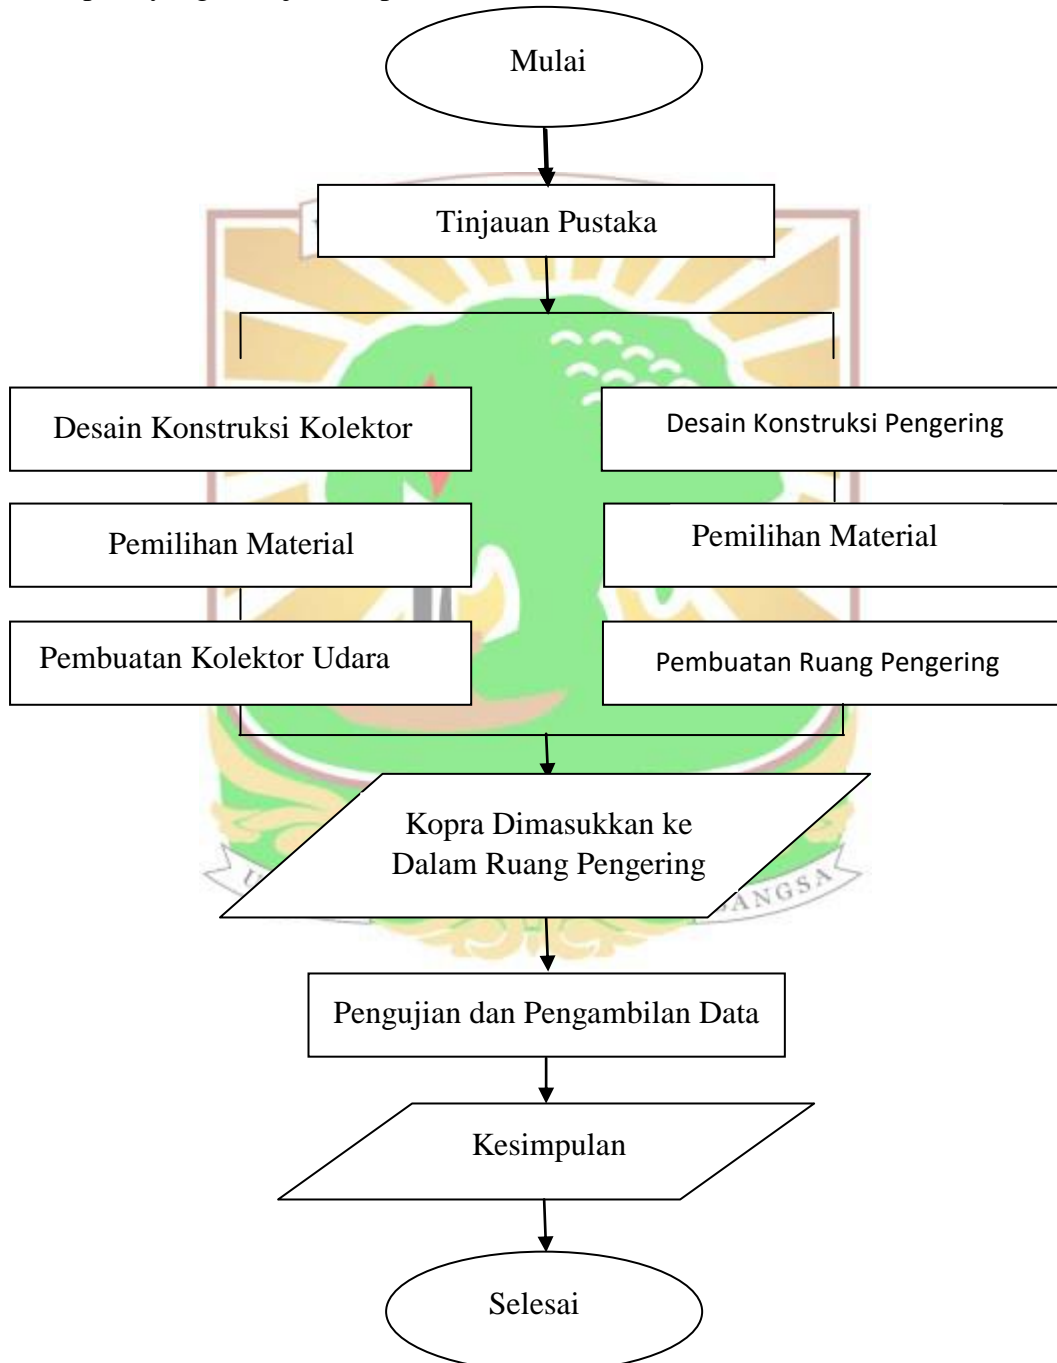 Mulai
Tinjauan Pustaka
Desain Konstruksi Kolektor
Desain Konstruksi Pengering
Pemilihan Material
Pemilihan Material
Pembuatan Kolektor Udara
Pembuatan Ruang Pengering
Kopra Dimasukkan ke
Dalam Ruang Pengering
BANGSA
Pengujian dan Pengambilan Data
Kesimpulan
Selesai